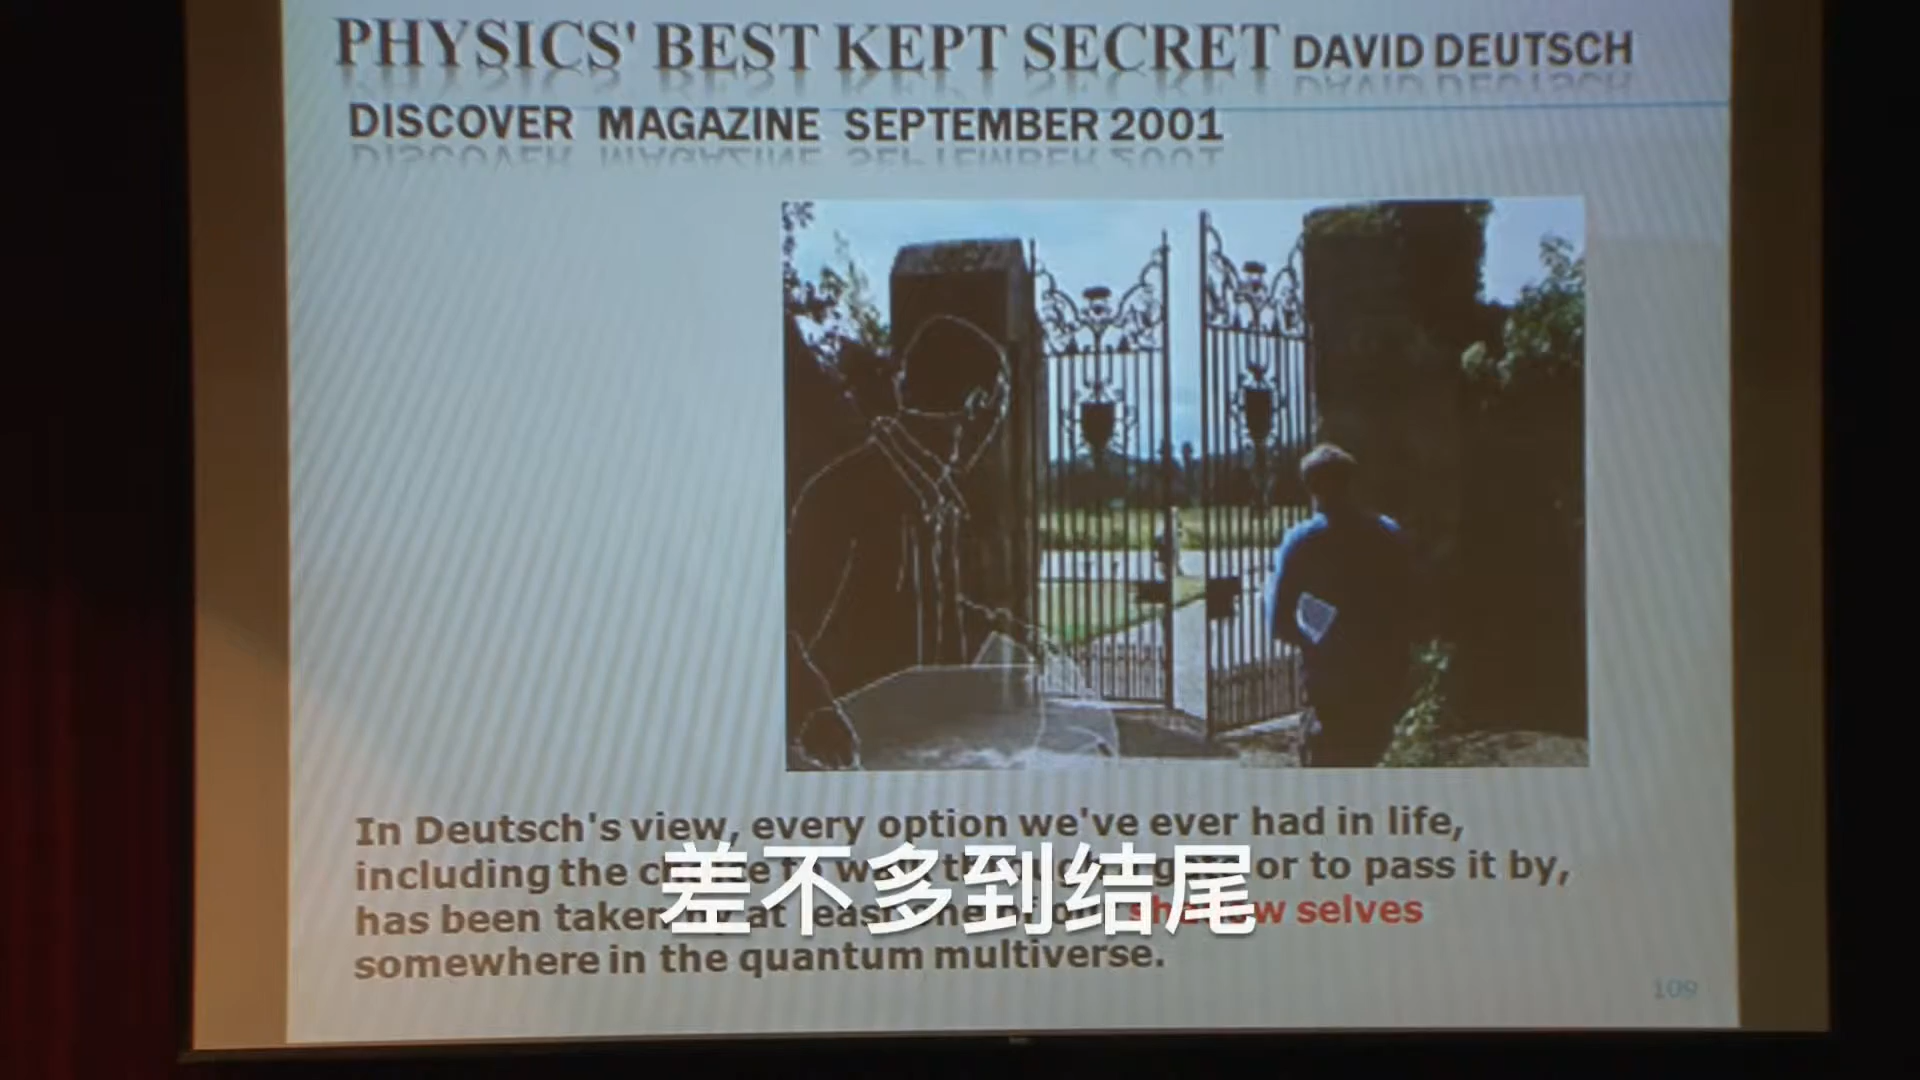 PHYSICS' BEST KEPT SECRET DAVID DEUTSCH
DISCOVER MAGAZINE SEPTEMBER 2001
In Deutsch's view, every option we've ever had in life,
including the or to pass it by,
has been taken at least selves
somewhere in the quantum multiverse.
差不多到结尾
109